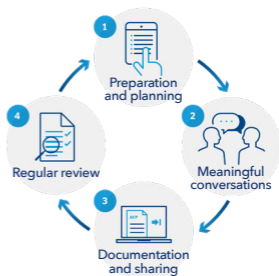 1
Preparation
and planning
2
Meaningful
conversations
3
Documentation
and sharing
4
Regular review